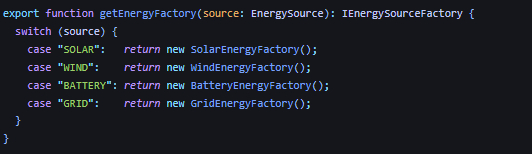 export function getEnergyFactory(source: EnergySource): IEnergySourceFactory {
  switch (source) {
    case "SOLAR":   return new SolarEnergyFactory();
    case "WIND":    return new WindEnergyFactory();
    case "BATTERY": return new BatteryEnergyFactory();
    case "GRID":    return new GridEnergyFactory();
  }
}